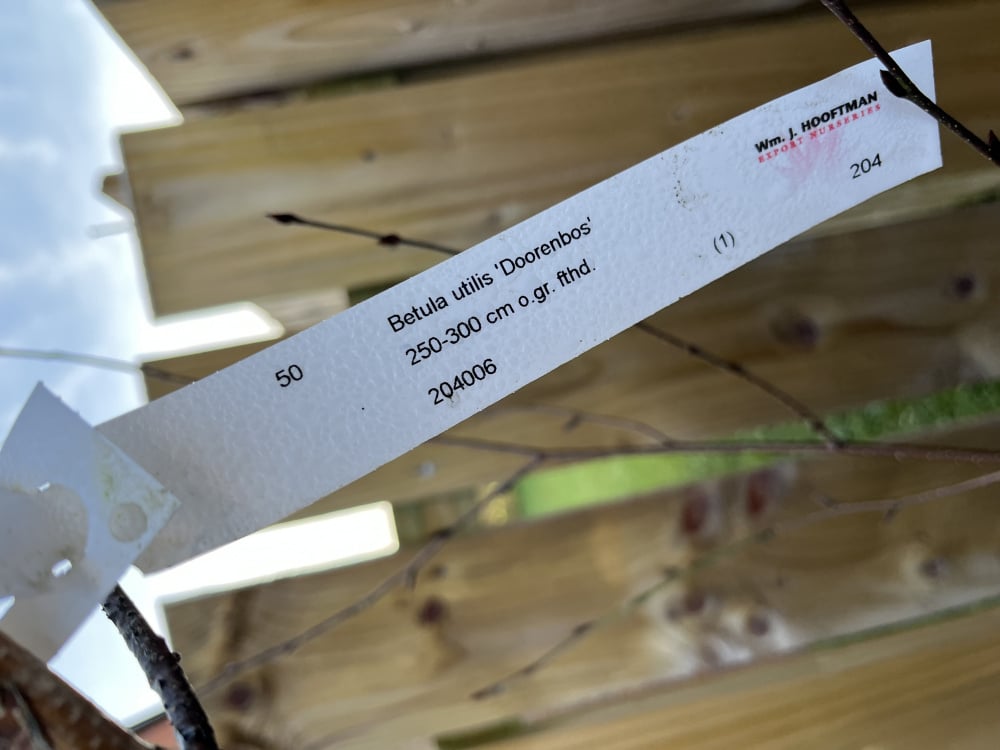 Wm. J. HOOFTMAN
EXPORT NURSERIES
204
50
Betula utilis 'Doorenbos'
250-300 cm o.gr. fthd.
(1)
204006